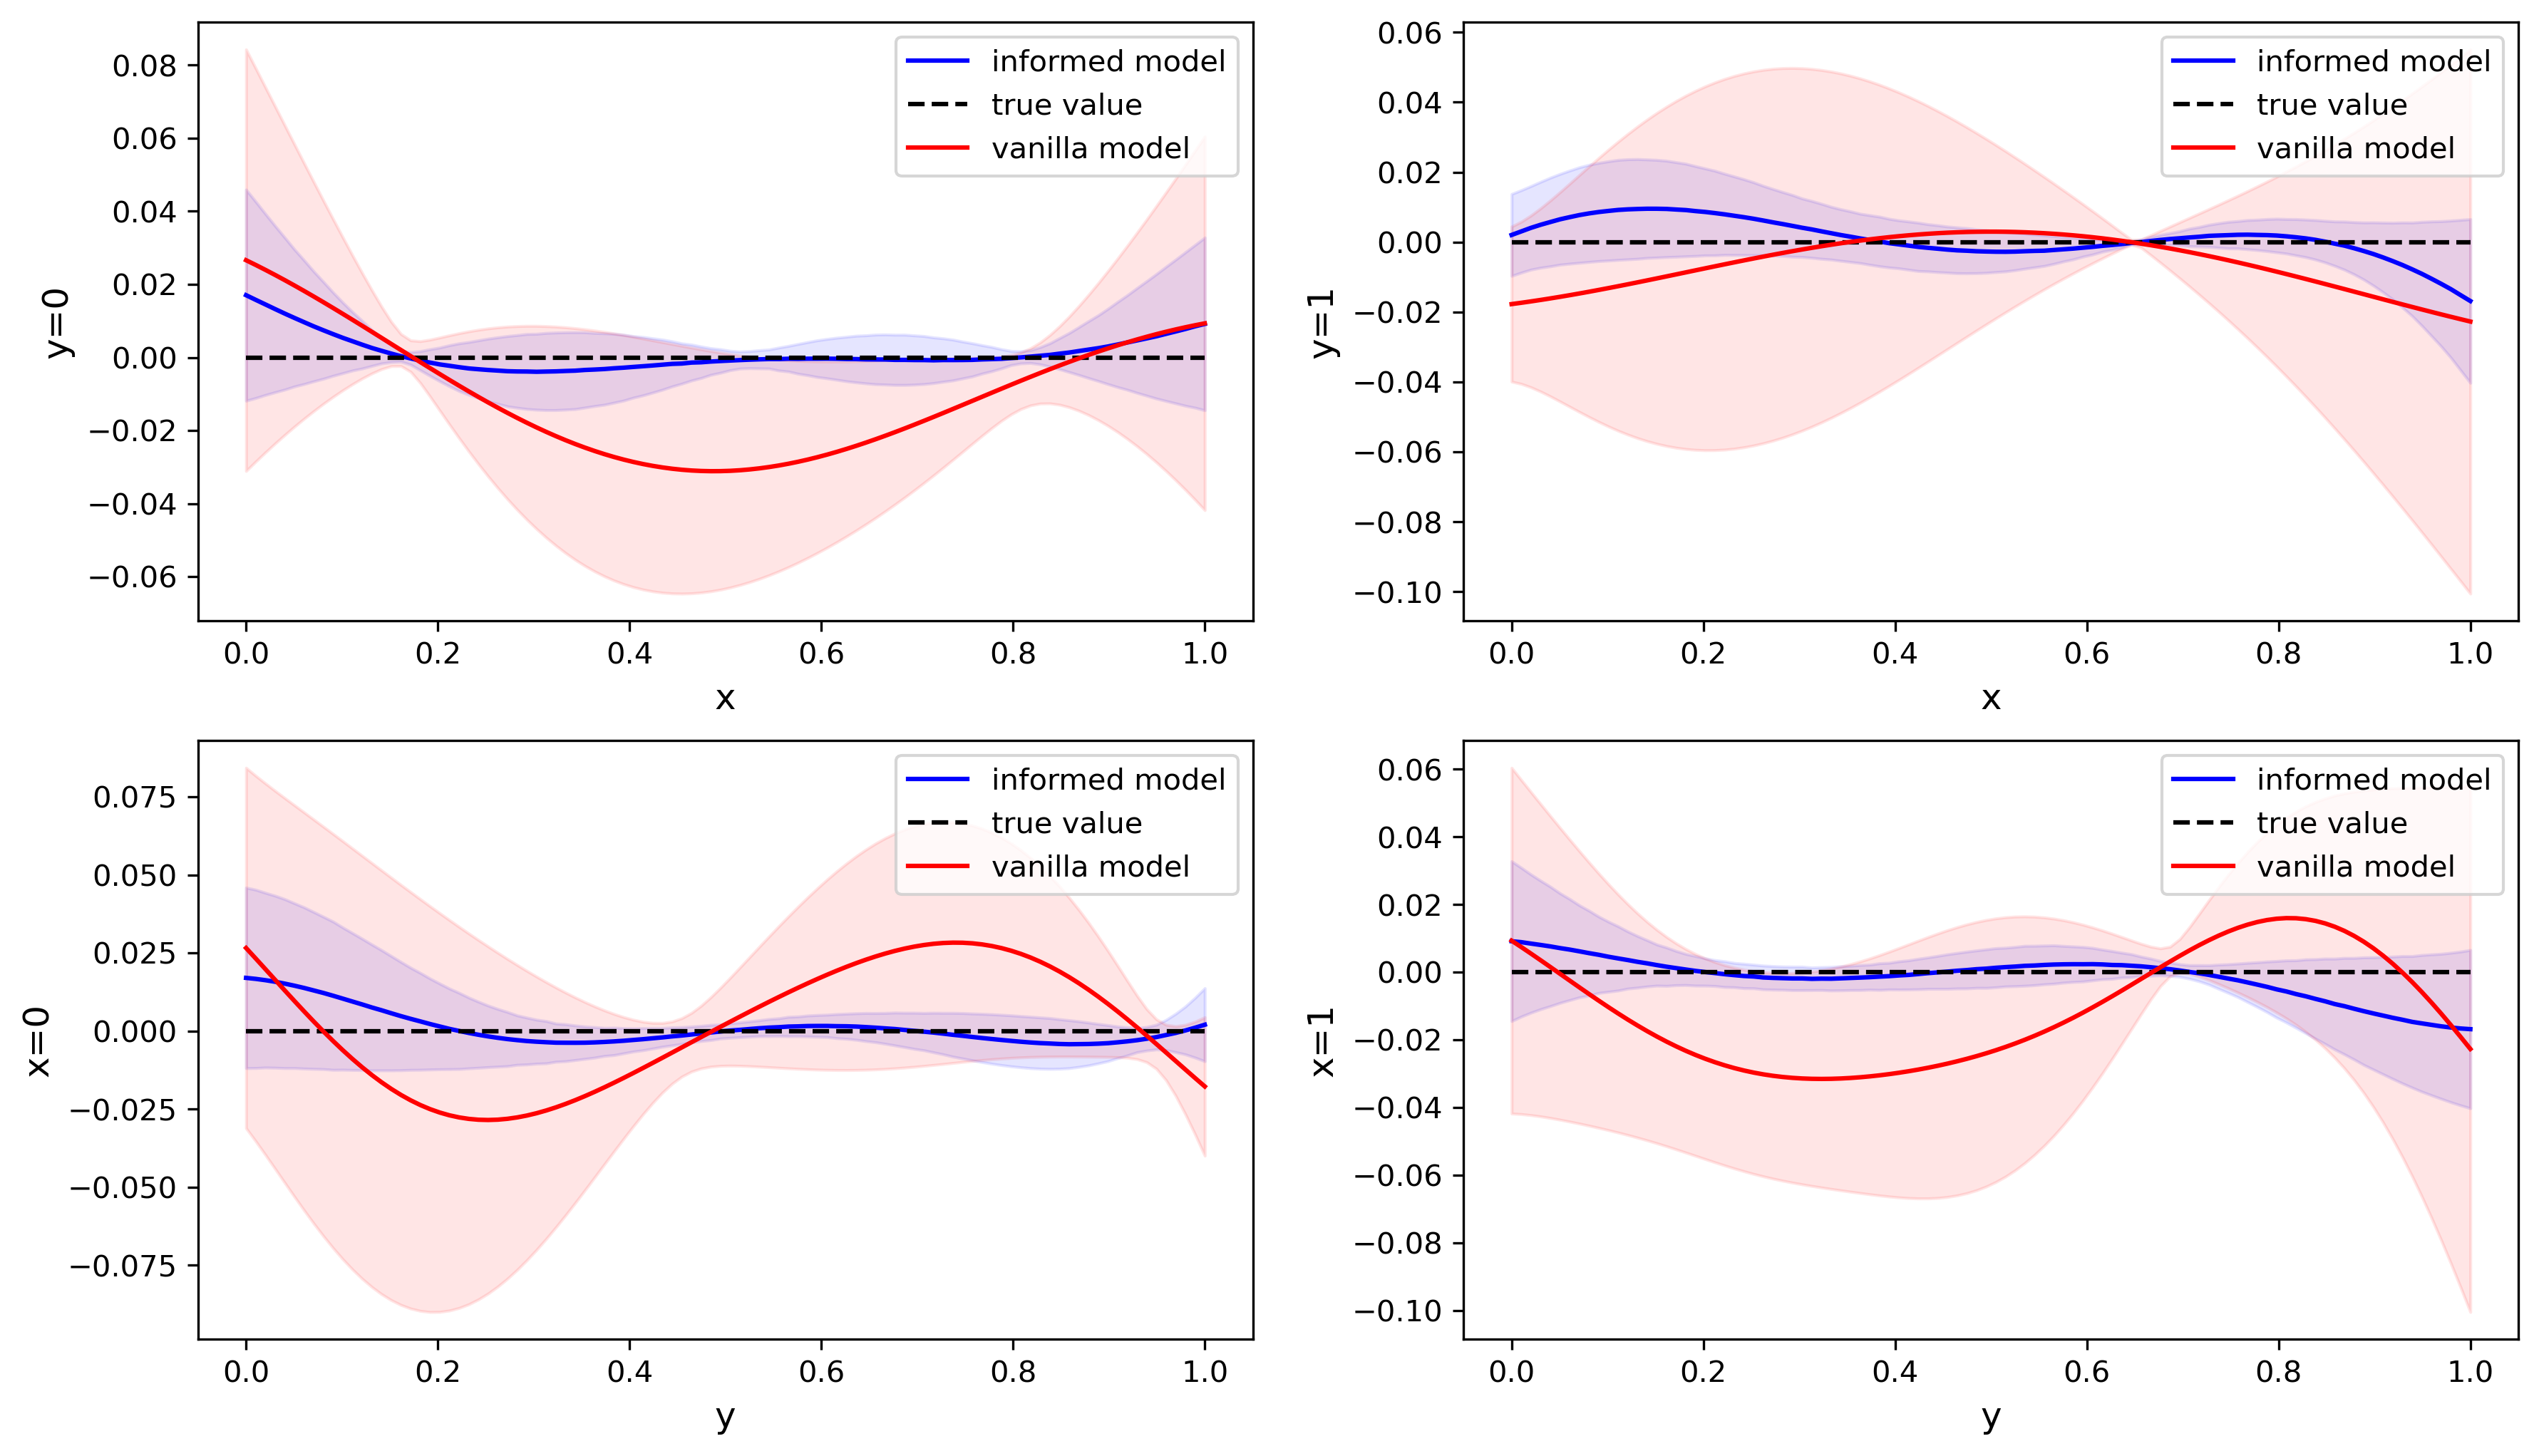 informed model
true value
vanilla model
y=0
0.08
0.06
0.04
0.02
0.00
−0.02
−0.04
−0.06
0.0 0.2 0.4 0.6 0.8 1.0
x
informed model
true value
vanilla model
y=1
0.06
0.04
0.02
0.00
−0.02
−0.04
−0.06
−0.08
−0.10
0.0 0.2 0.4 0.6 0.8 1.0
x
informed model
true value
vanilla model
x=0
0.075
0.050
0.025
0.000
−0.025
−0.050
−0.075
0.0 0.2 0.4 0.6 0.8 1.0
y
informed model
true value
vanilla model
x=1
0.06
0.04
0.02
0.00
−0.02
−0.04
−0.06
−0.08
−0.10
0.0 0.2 0.4 0.6 0.8 1.0
y